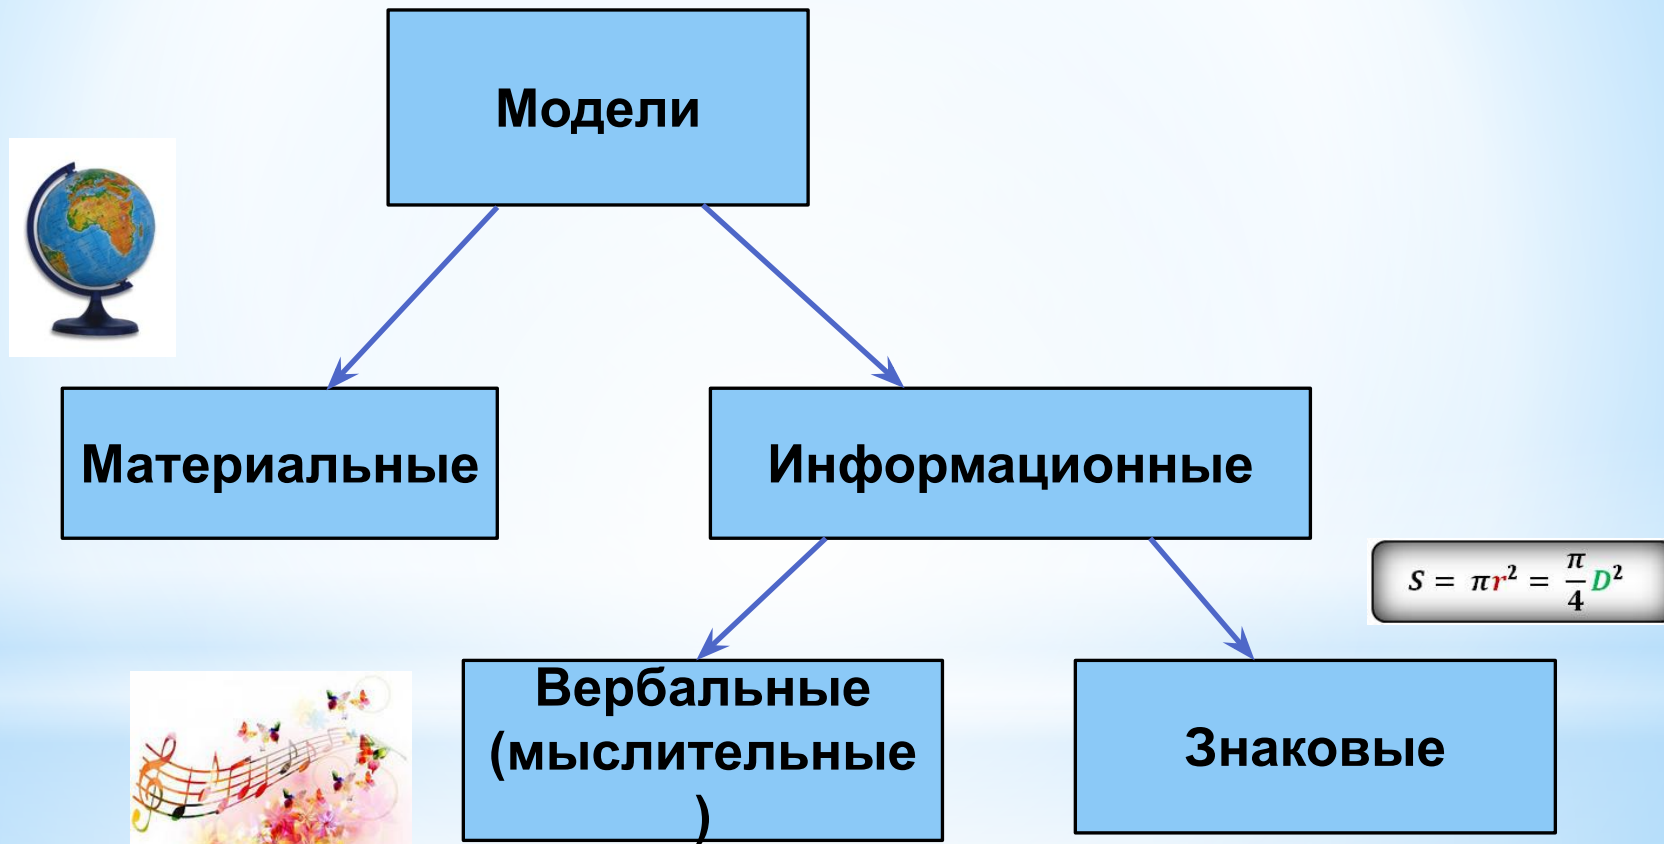 Модели
Материальные
Информационные
S = πr² = π/4 D²
Вербальные
(мыслительные
)
Знаковые